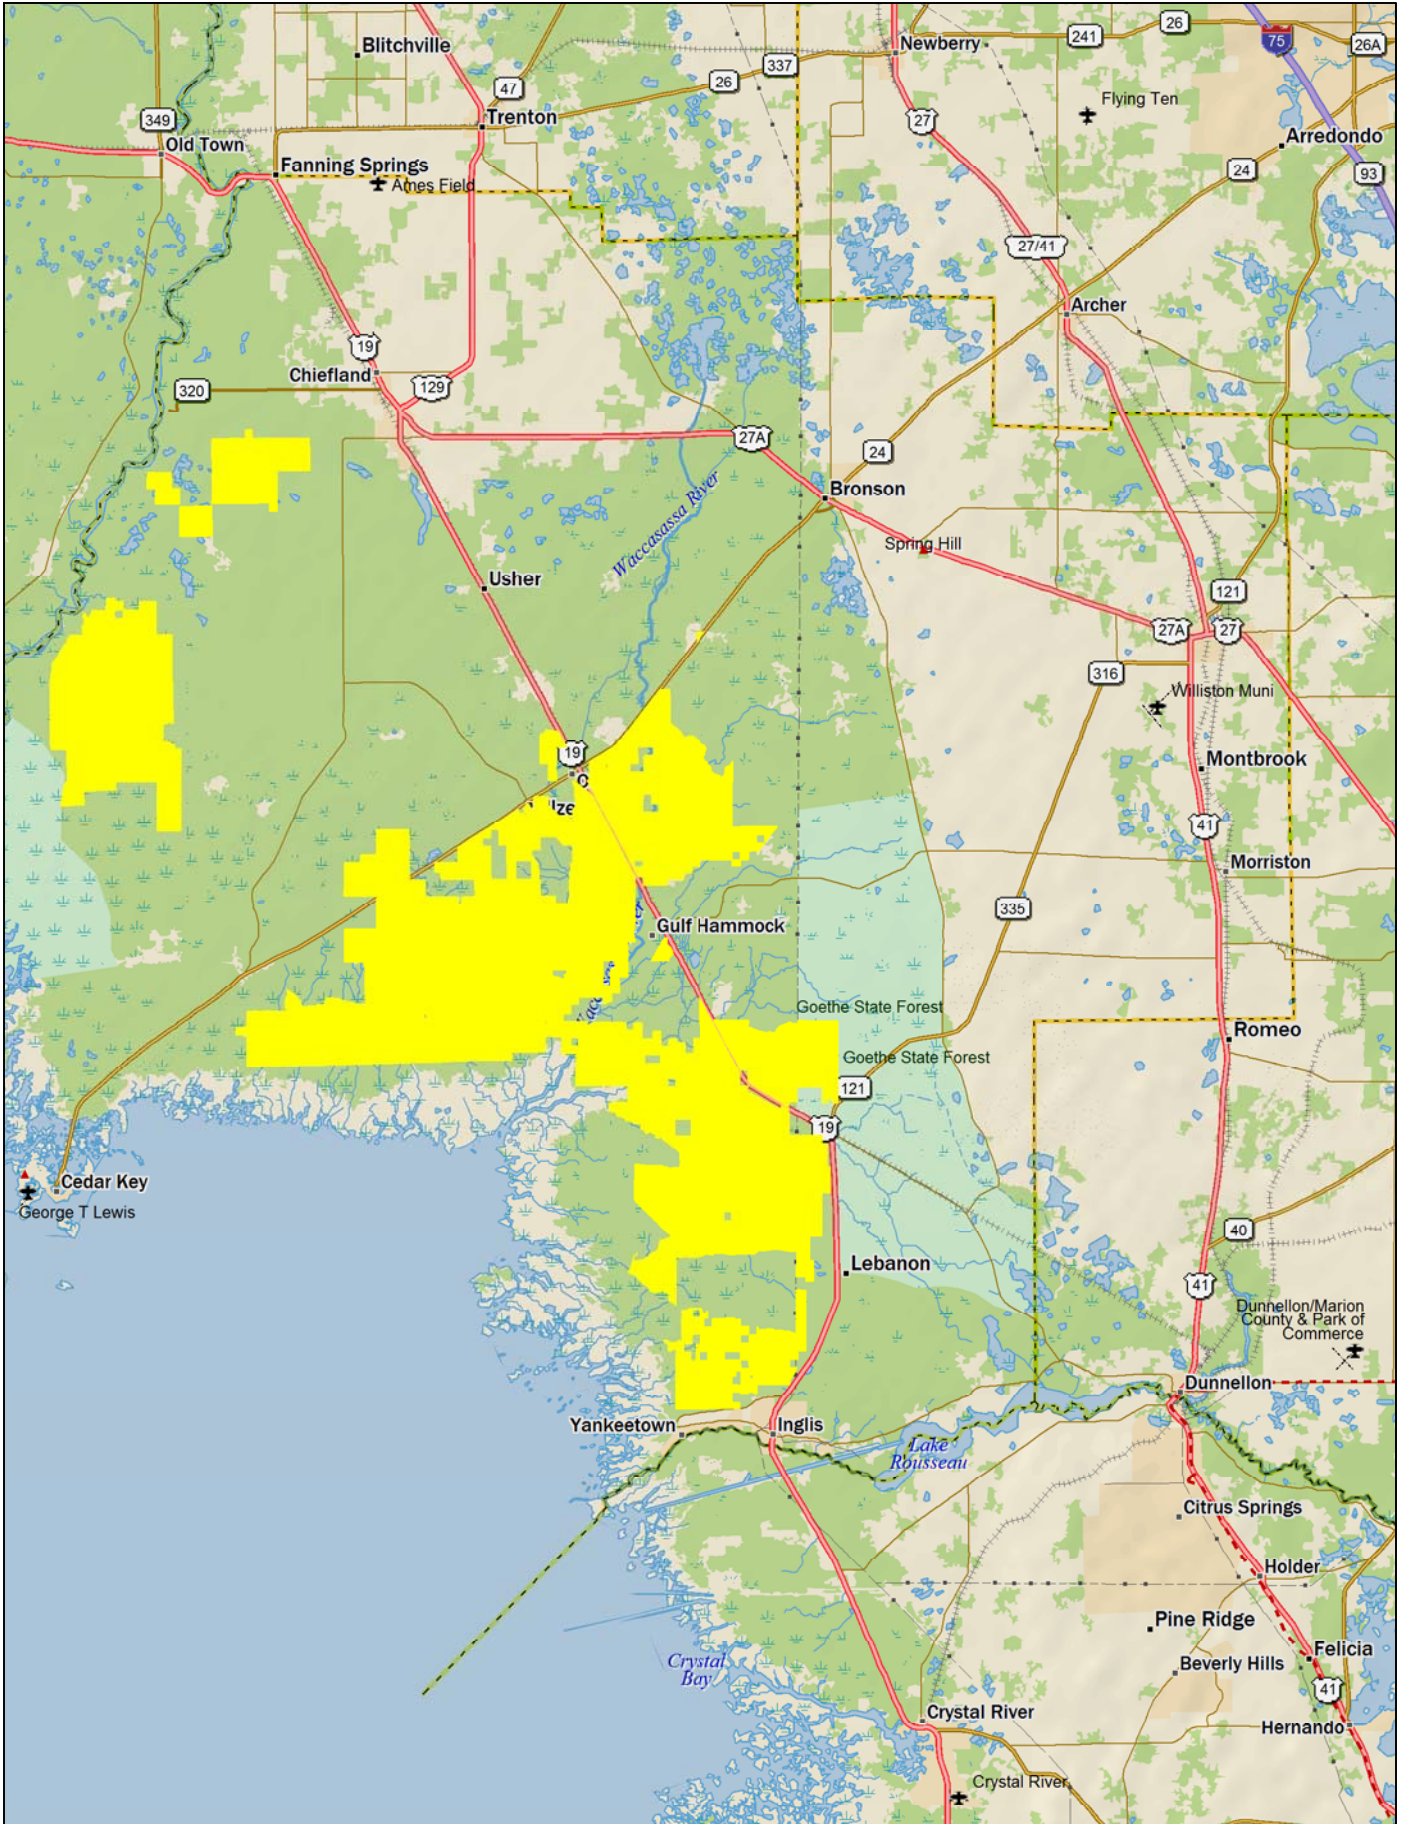 26
241
75
26A
Newberry
Blitchville
337
26
47
Flying Ten
349
Trenton
27
Arredondo
Old Town
Fanning Springs
Ames Field
24
93
27/41
Archer
19
Chiefland
129
320
27A
24
Bronson
Waccasassa River
Spring Hill
Usher
121
27A
27
316
Williston Muni
19
Montbrook
41
Morriston
335
Gulf Hammock
Goethe State Forest
Romeo
Goethe State Forest
121
19
Cedar Key
George T Lewis
40
Lebanon
41
Dunnellon/Marion
County & Park of
Commerce
Dunnellon
Yankeetown
Inglis
Lake
Rousseau
Citrus Springs
Holder
Pine Ridge
Felicia
Crystal
Bay
Beverly Hills
41
Crystal River
Hernando
Crystal River